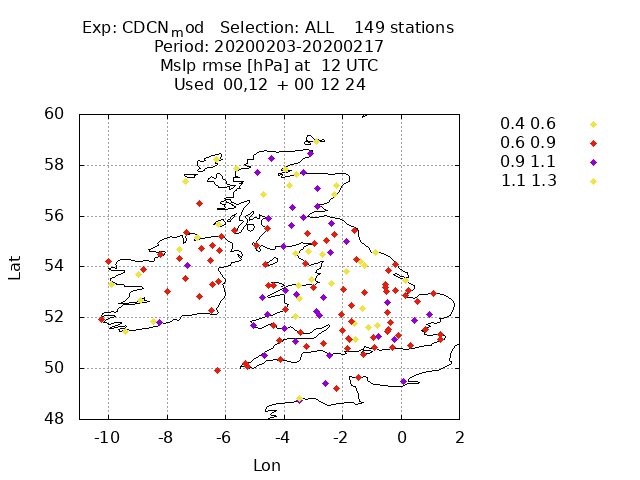 Exp: CDCNmod   Selection: ALL    149 stations
Period: 20200203-20200217
Mslp rmse [hPa] at  12 UTC
Used  00,12  + 00 12 24
0.4 0.6
0.6 0.9
0.9 1.1
1.1 1.3
60
58
56
54
52
50
48
Lat
-10 -8 -6 -4 -2 0 2
Lon